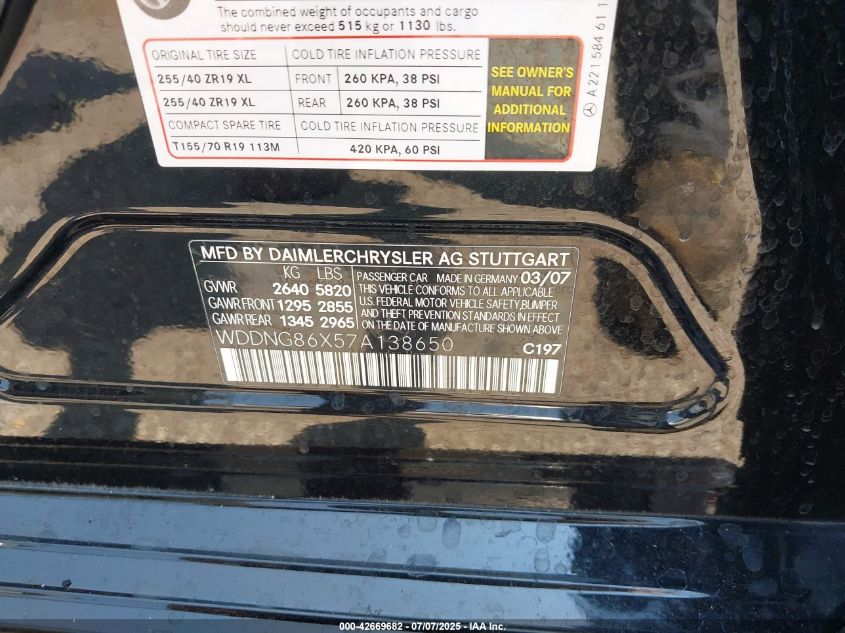 The combined weight of occupants and cargo
should never exceed 515 kg or 1130 lbs.
ORIGINAL TIRE SIZE COLD TIRE INFLATION PRESSURE
255/40 ZR19 XL FRONT 260 KPA, 38 PSI
255/40 ZR19 XL REAR 260 KPA, 38 PSI
COMPACT SPARE TIRE COLD TIRE INFLATION PRESSURE
T155/70 R19 113M 420 KPA, 60 PSI
SEE OWNER'S
MANUAL FOR
ADDITIONAL
INFORMATION
A 221 584 61 1
MFD BY DAIMLERCHRYSLER AG STUTTGART
KG LBS
GVWR 2640 5820
GAWR FRONT 1295 2855
GAWR REAR 1345 2965
PASSENGER CAR MADE IN GERMANY 03/07
THIS VEHICLE CONFORMS TO ALL APPLICABLE
U.S. FEDERAL MOTOR VEHICLE SAFETY, BUMPER
AND THEFT PREVENTION STANDARDS IN EFFECT
ON THE DATE OF MANUFACTURE SHOWN ABOVE
WDDNG86X57A138650 C197
000-42669682 - 07/07/2025 - IAA Inc.